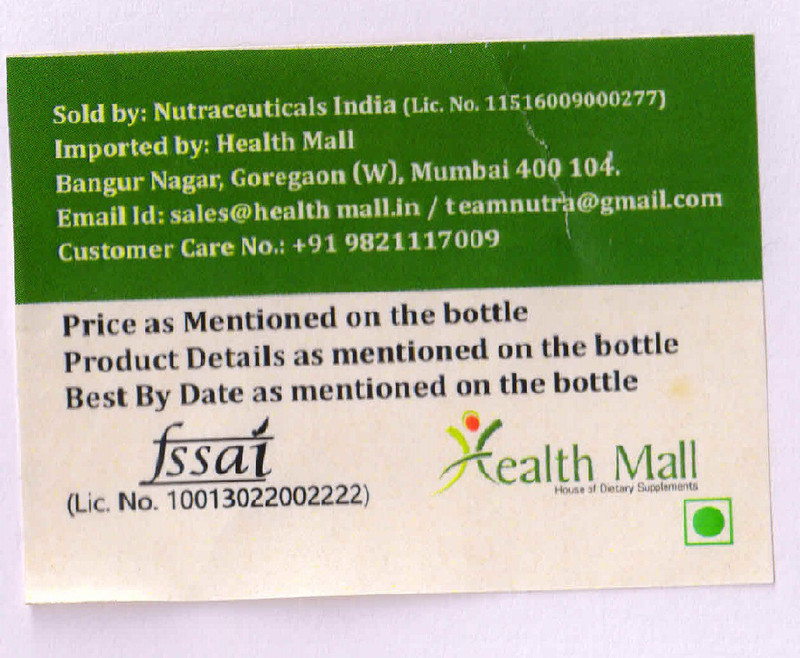 Sold by: Nutraceuticals India (Lic. No. 11516009000277)
Imported by: Health Mall
Bangur Nagar, Goregaon (W), Mumbai 400 104.
Email Id: sales@health mall.in / teamnutra@gmail.com
Customer Care No.: +91 9821117009
Price as Mentioned on the bottle
Product Details as mentioned on the bottle
Best By Date as mentioned on the bottle
fssai
(Lic. No. 10013022002222)
Health Mall
House of Dietary Supplements